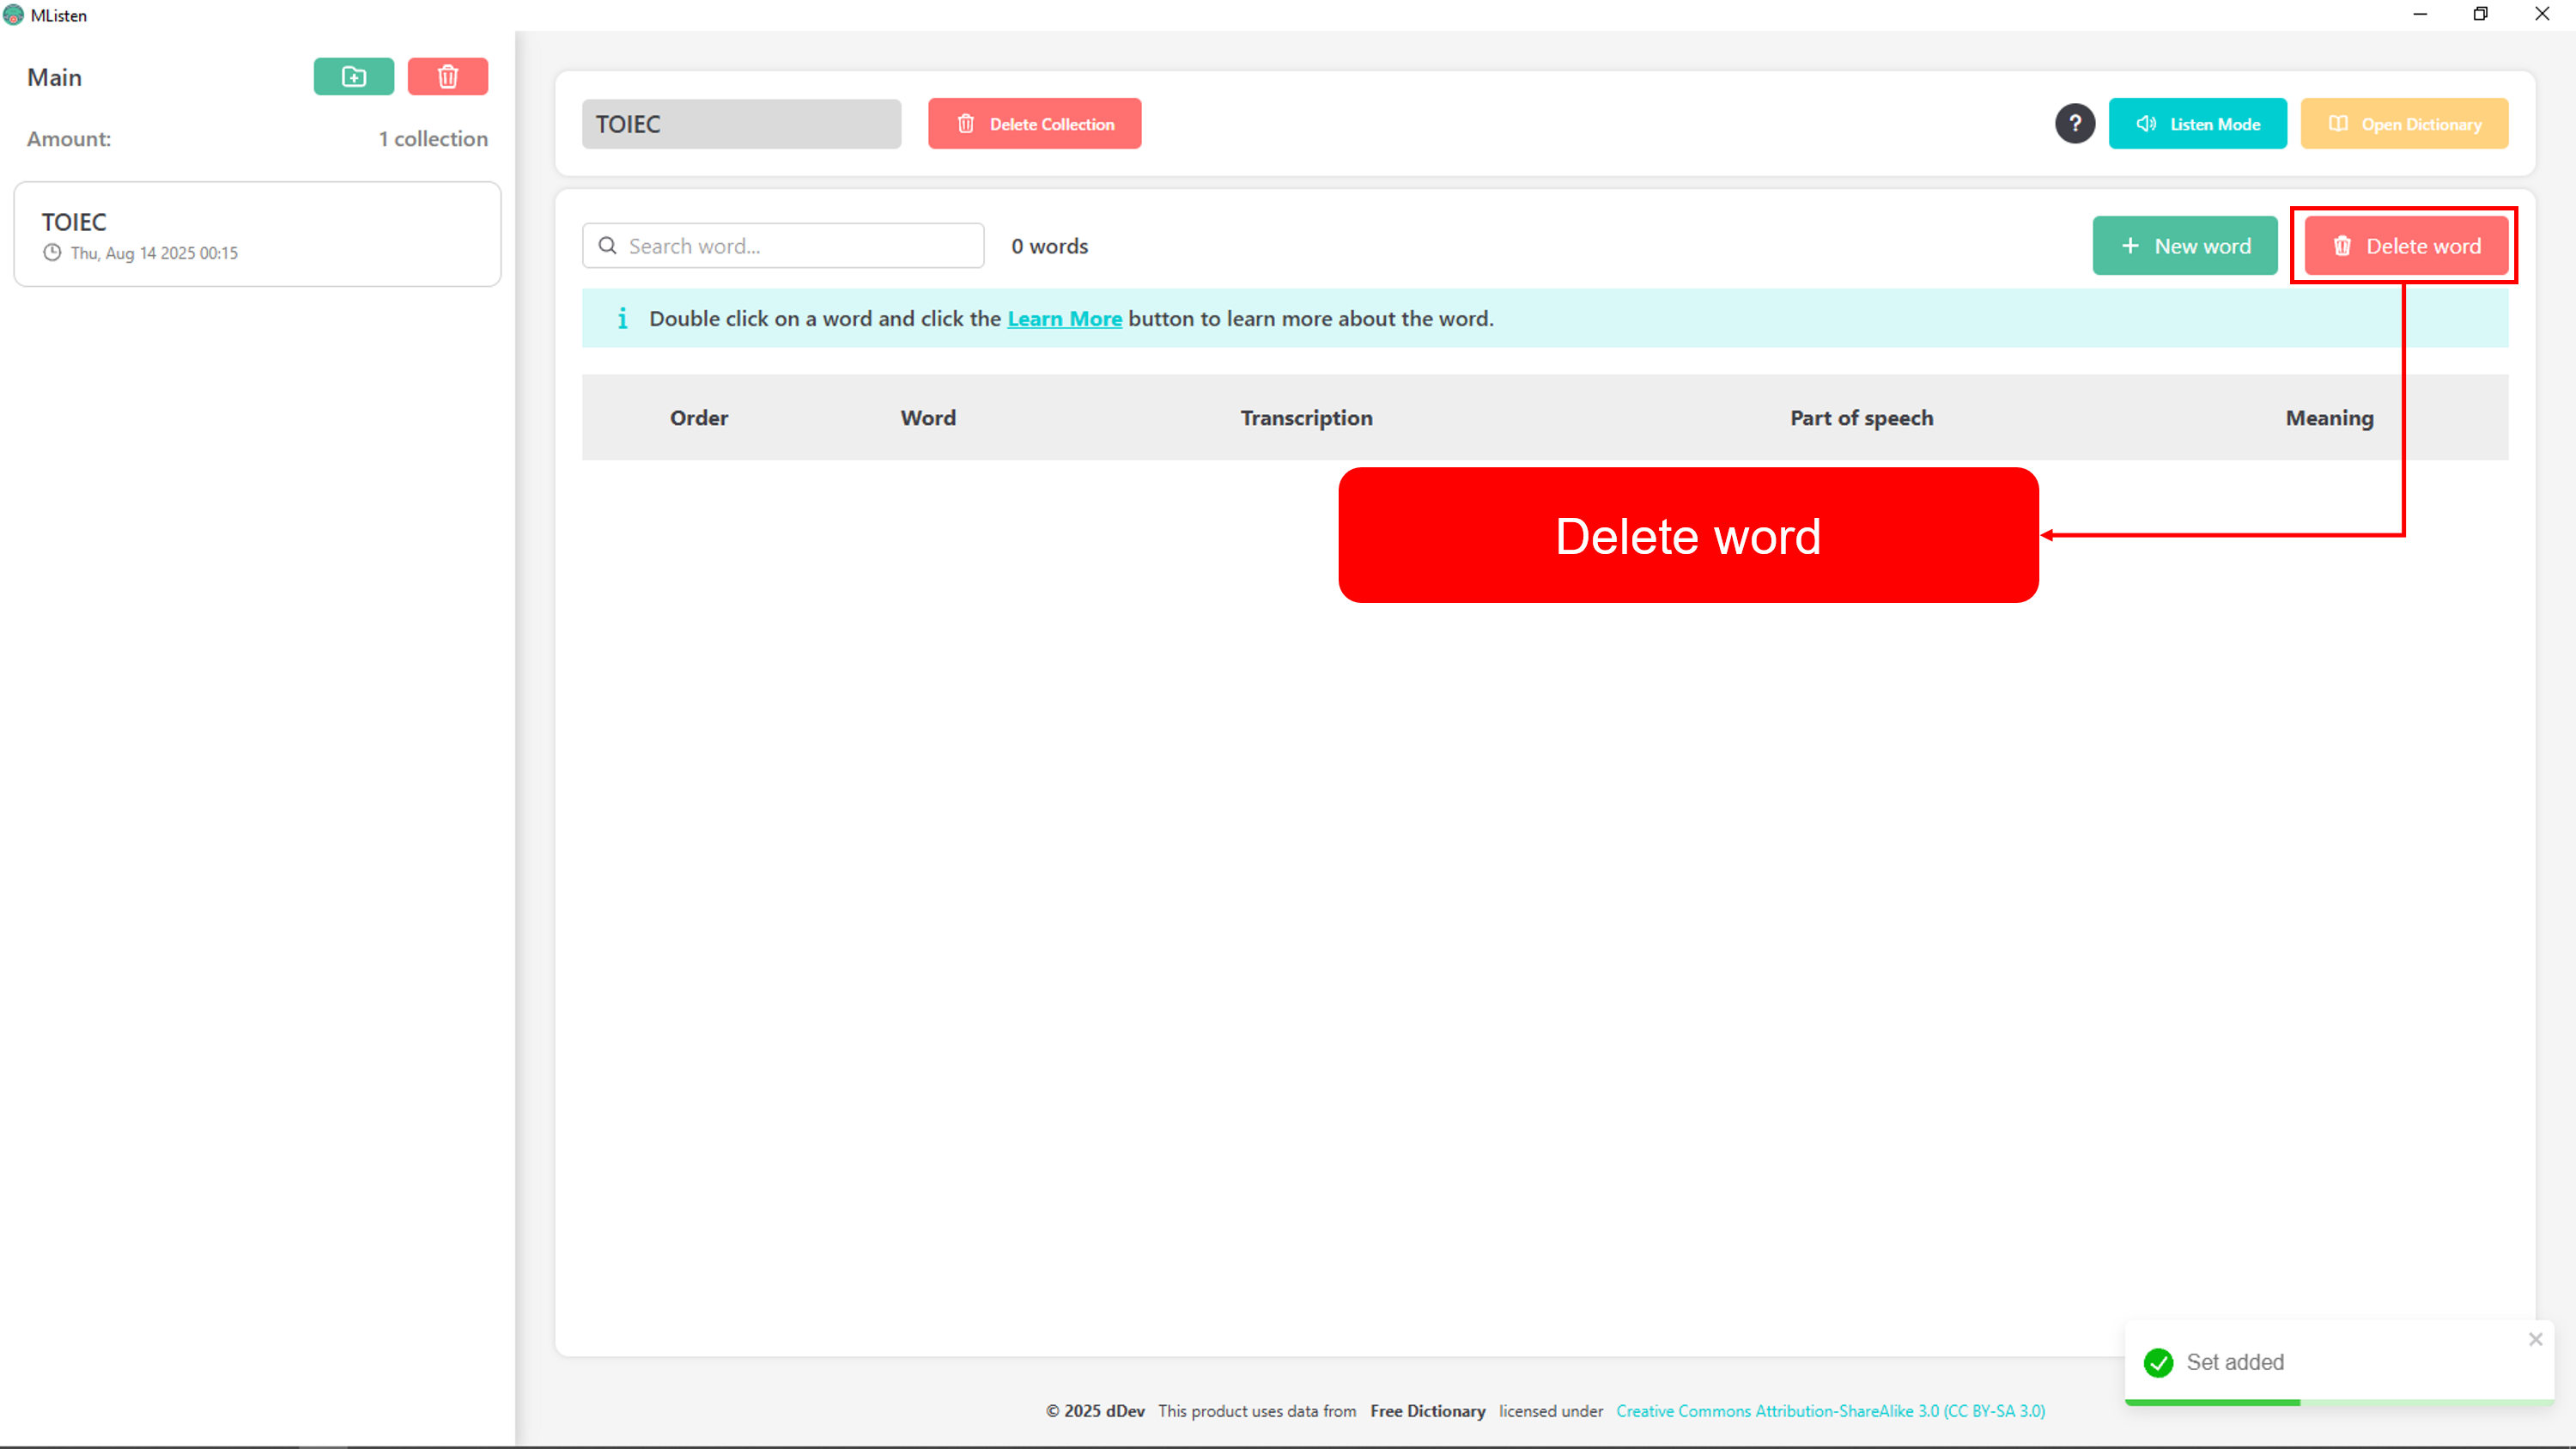 MListen
Main
Amount: 1 collection
TOIEC
Thu, Aug 14 2025 00:15
TOIEC
Delete Collection
? Listen Mode Open Dictionary
Search word...
0 words
+ New word
Delete word
i Double click on a word and click the Learn More button to learn more about the word.
Order Word Transcription Part of speech Meaning
Delete word
Set added
© 2025 dDev This product uses data from Free Dictionary licensed under Creative Commons Attribution-ShareAlike 3.0 (CC BY-SA 3.0)